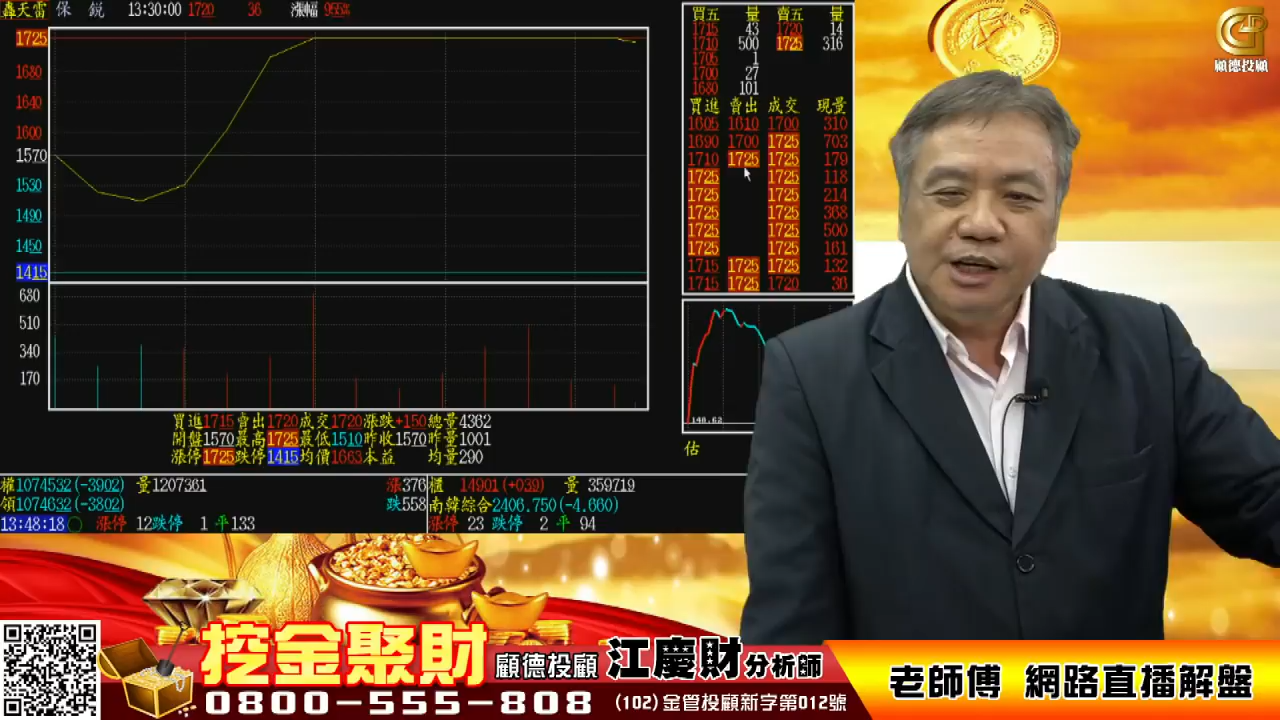 轟天雷 保 銳 13:30:00 1720 36 漲幅 955%
1725
1680
1640
1600
1570
1530
1490
1450
1415
680
510
340
170
買五 量 賣五 量
1715 43 1720 14
1710 500 1725 316
1705 1
1700 27
1680 101
買進 賣出 成交 現量
1605 1610 1700 310
1690 1700 1725 703
1710 1725 1725 179
1725 1725 118
1725 1725 214
1725 1725 368
1725 1725 500
1725 1725 161
1715 1725 1725 132
1715 1725 1720 36
148.62
估
買進1715賣出1720成交1720漲跌+150總量4362
開盤1570最高1725最低1510昨收1570昨量1001
漲停1725跌停1415均價1663本益 均量290
權1074532(-3902) 量1207361 漲376
領1074632(-3802) 跌558
13:48:18 漲停 12跌停 1平133
櫃 14901(+039) 量 359719
南韓綜合2406.750(-4.660)
漲停 23 跌停 2 平 94
顧德投顧
挖金聚財 顧德投顧 江慶財分析師
0800-555-808 (102)金管投顧新字第012號
老師傅 網路直播解盤